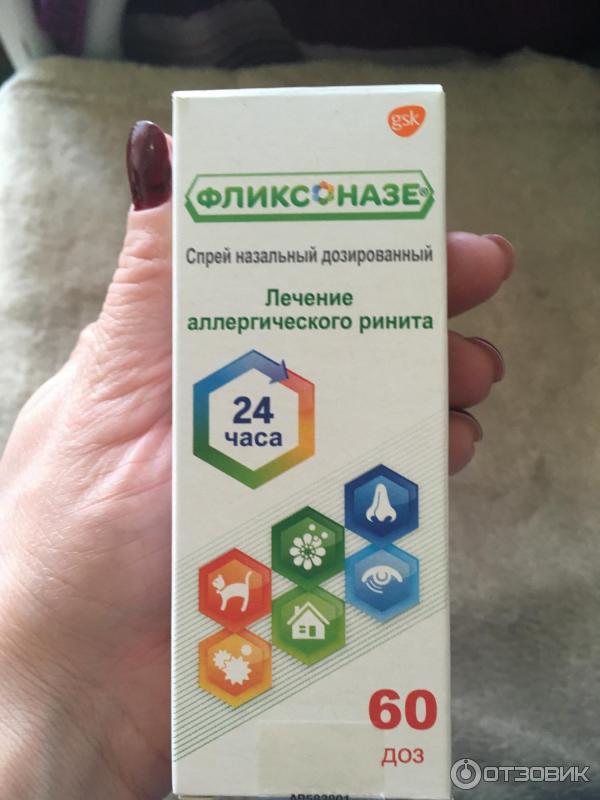 gsk
ФЛИКСОНАЗЕ®
Спрей назальный дозированный
Лечение
аллергического ринита
24
часа
60
доз
ОТЗОВИК